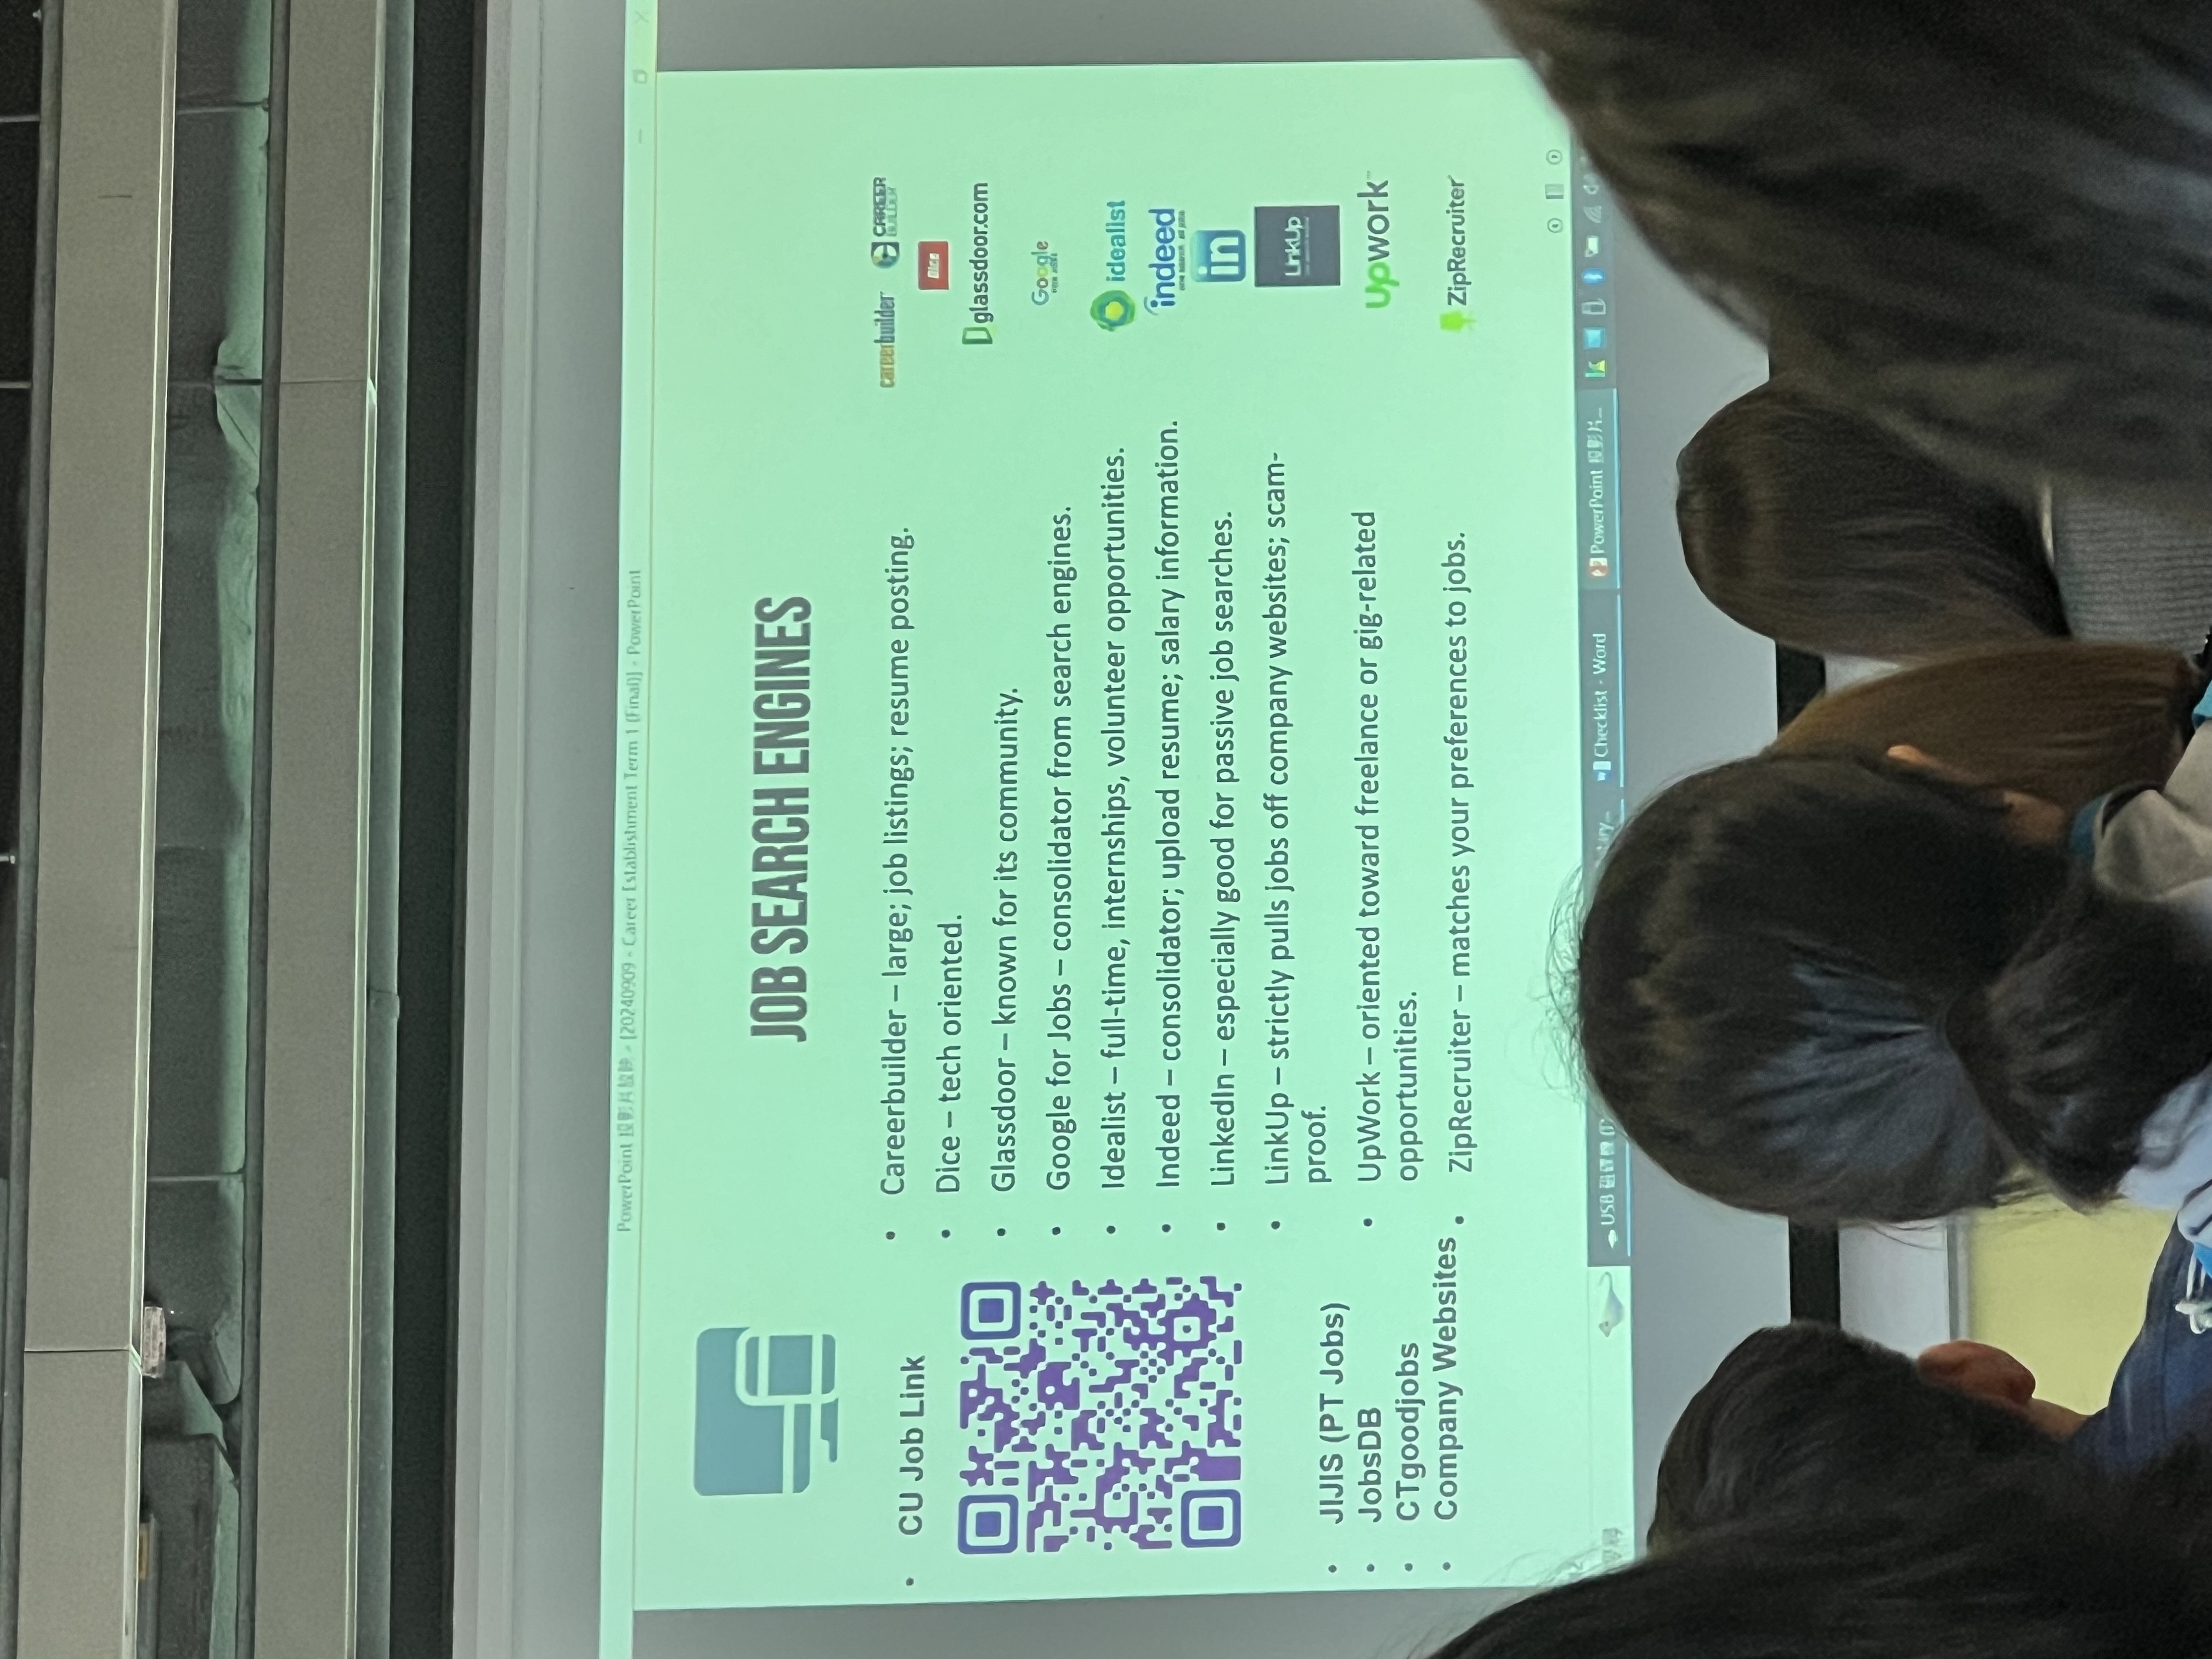 PowerPoint 投影片放映 - [20240909 - Career Establishment Term 1 (Final)] - PowerPoint
JOB SEARCH ENGINES
• CU Job Link
• JIJIS (PT Jobs)
• JobsDB
• CTgoodjobs
• Company Websites
• Careerbuilder – large; job listings; resume posting.
• Dice – tech oriented.
• Glassdoor – known for its community.
• Google for Jobs – consolidator from search engines.
• Idealist – full-time, internships, volunteer opportunities.
• Indeed – consolidator; upload resume; salary information.
• LinkedIn – especially good for passive job searches.
• LinkUp – strictly pulls jobs off company websites; scam-
proof.
• UpWork – oriented toward freelance or gig-related
opportunities.
• ZipRecruiter – matches your preferences to jobs.
careerbuilder CAREER BUILDER
Dice
glassdoor.com
Google
idealist
indeed
one search. all jobs
in
LinkUp
Upwork
ZipRecruiter
USB
Checklist - Word
PowerPoint 投影片...